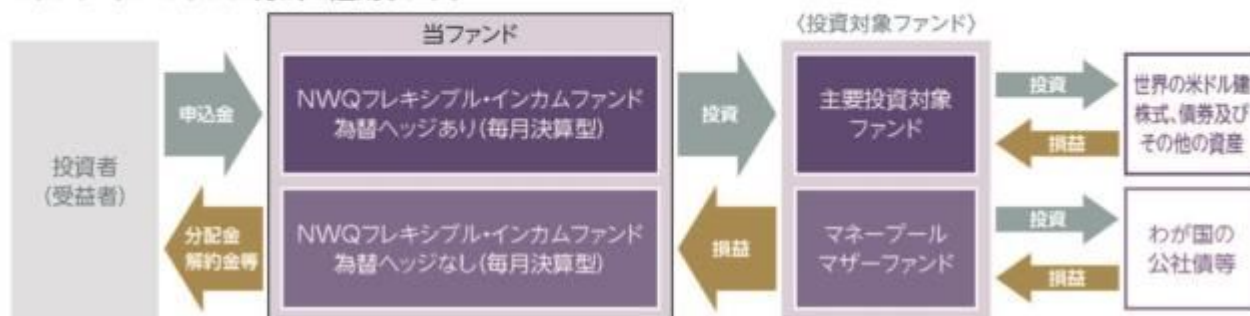 当ファンド
〈投資対象ファンド〉
投資者
(受益者)
申込金
分配金
解約金等
NWQフレキシブル・インカムファンド
為替ヘッジあり(毎月決算型)
NWQフレキシブル・インカムファンド
為替ヘッジなし(毎月決算型)
投資
損益
主要投資対象
ファンド
マネープール
マザーファンド
投資
損益
投資
損益
世界の米ドル建
株式、債券及び
その他の資産
わが国の
公社債等